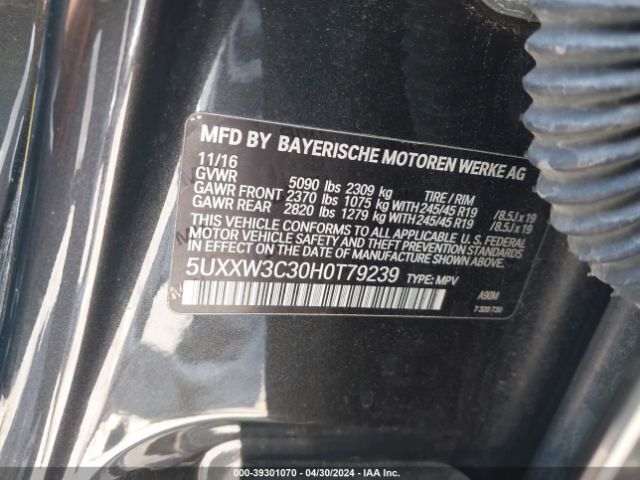 MFD BY BAYERISCHE MOTOREN WERKE AG
11/16
GVWR 5090 lbs 2309 kg TIRE / RIM
GAWR FRONT 2370 lbs 1075 kg WITH 245/45 R19 /8.5J x 19
GAWR REAR 2820 lbs 1279 kg WITH 245/45 R19 /8.5J x 19
THIS VEHICLE CONFORMS TO ALL APPLICABLE U.S. FEDERAL
MOTOR VEHICLE SAFETY AND THEFT PREVENTION STANDARDS
IN EFFECT ON THE DATE OF MANUFACTURE SHOWN ABOVE.
5UXXW3C30H0T79239 TYPE: MPV
A90M
7 320 730
000-39301070 - 04/30/2024 - IAA Inc.